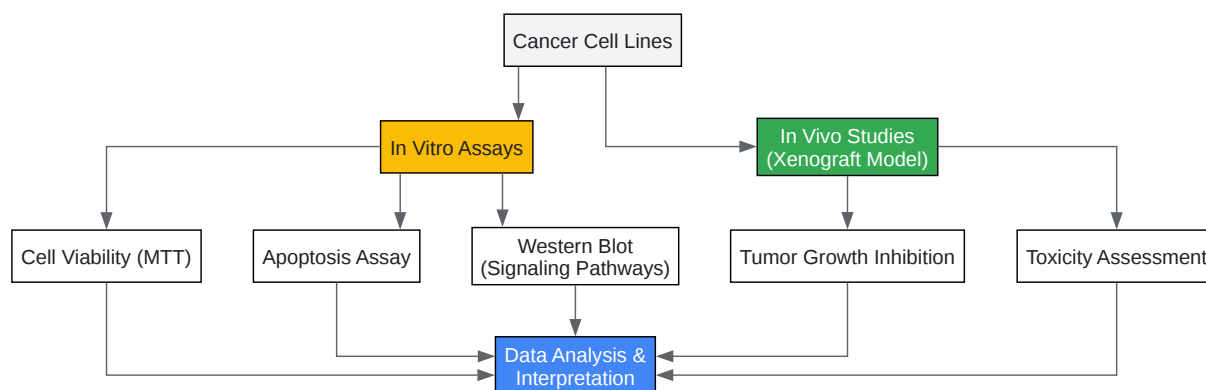 Cancer Cell Lines
In Vitro Assays
In Vivo Studies
(Xenograft Model)
Cell Viability (MTT)
Apoptosis Assay
Western Blot
(Signaling Pathways)
Tumor Growth Inhibition
Toxicity Assessment
Data Analysis &
Interpretation